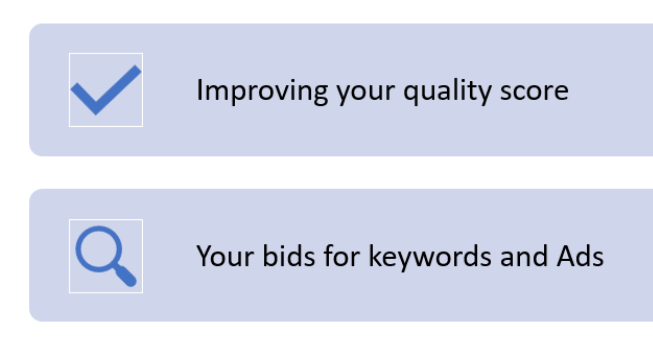 Improving your quality score
Your bids for keywords and Ads